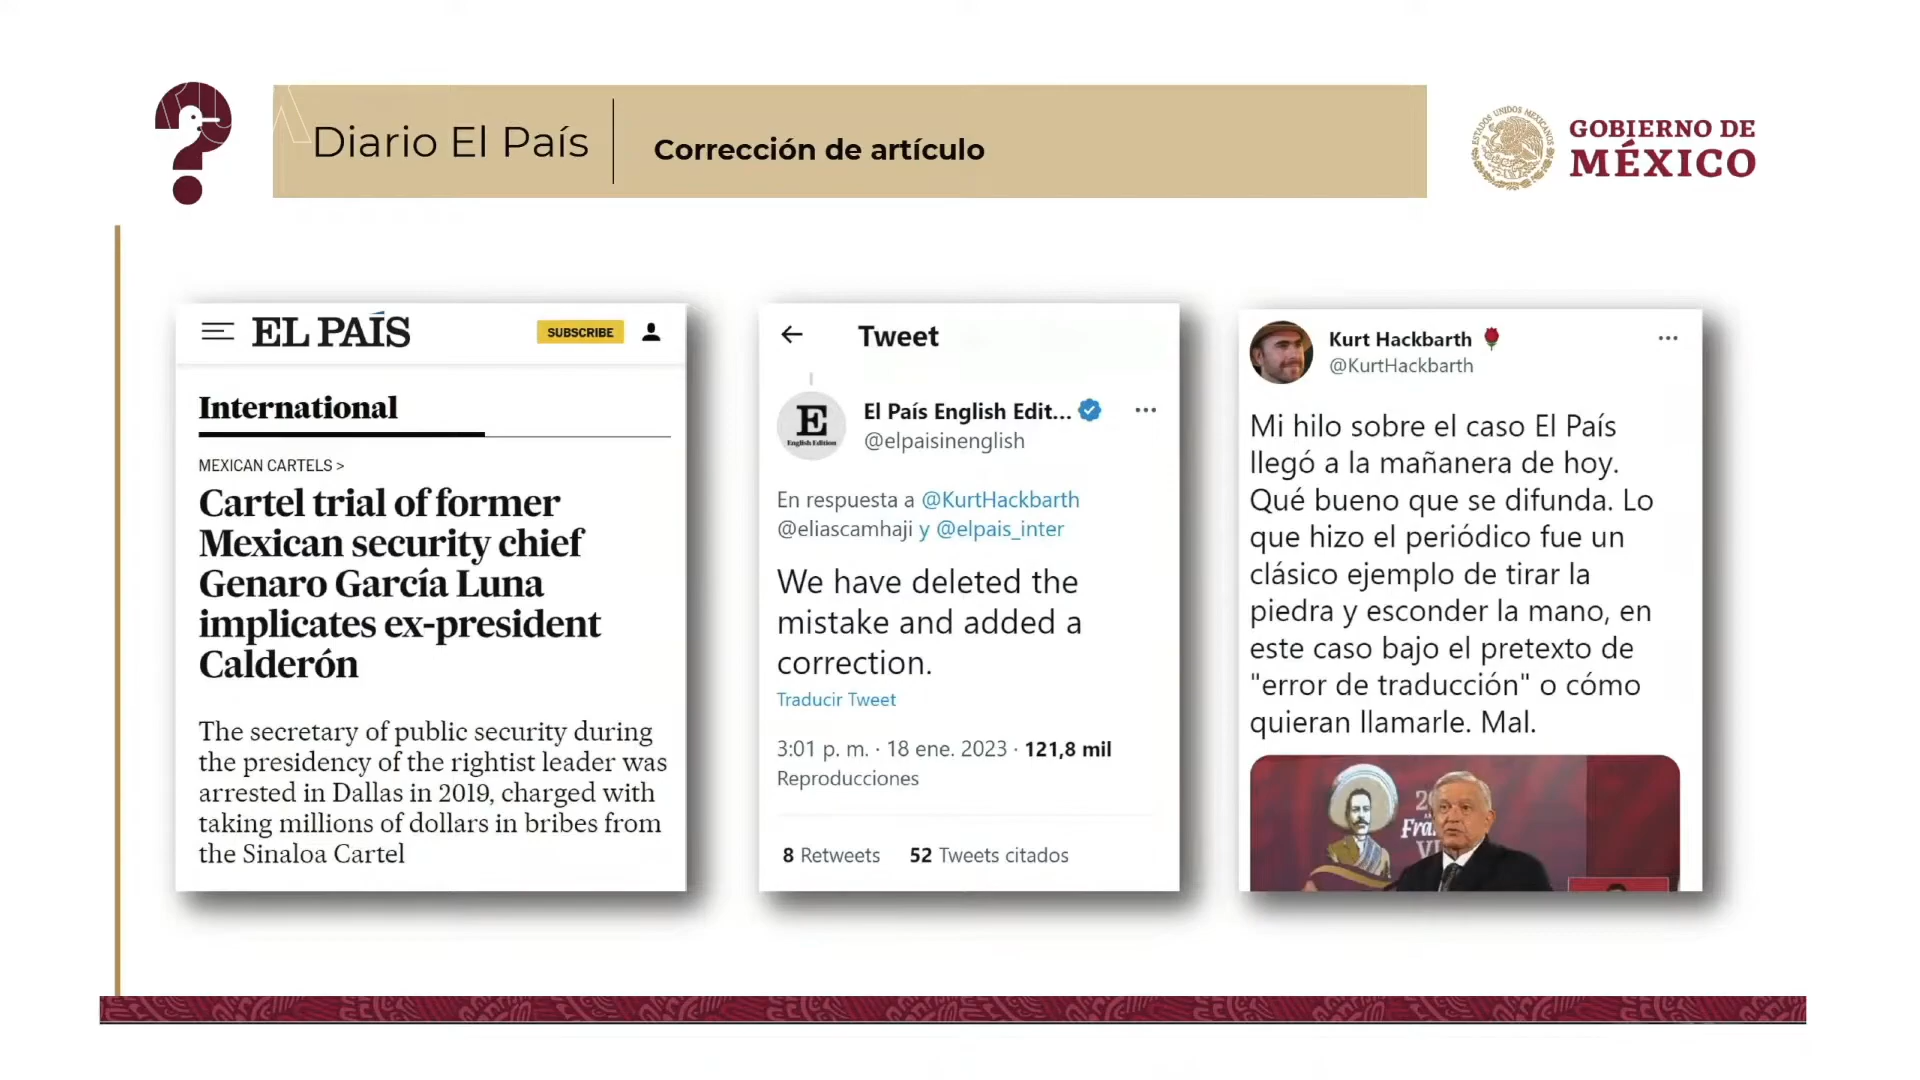 Diario El País
Corrección de artículo
ESTADOS UNIDOS MEXICANOS
GOBIERNO DE
MÉXICO
EL PAÍS
SUBSCRIBE
International
MEXICAN CARTELS >
Cartel trial of former
Mexican security chief
Genaro García Luna
implicates ex-president
Calderón
The secretary of public security during
the presidency of the rightist leader was
arrested in Dallas in 2019, charged with
taking millions of dollars in bribes from
the Sinaloa Cartel
Tweet
E
English Edition
El País English Edit...
@elpaisinenglish
En respuesta a @KurtHackbarth
@eliascamhaji y @elpais_inter
We have deleted the
mistake and added a
correction.
Traducir Tweet
3:01 p. m. · 18 ene. 2023 · 121,8 mil
Reproducciones
8 Retweets 52 Tweets citados
Kurt Hackbarth
@KurtHackbarth
Mi hilo sobre el caso El País
llegó a la mañanera de hoy.
Qué bueno que se difunda. Lo
que hizo el periódico fue un
clásico ejemplo de tirar la
piedra y esconder la mano, en
este caso bajo el pretexto de
"error de traducción" o cómo
quieran llamarle. Mal.